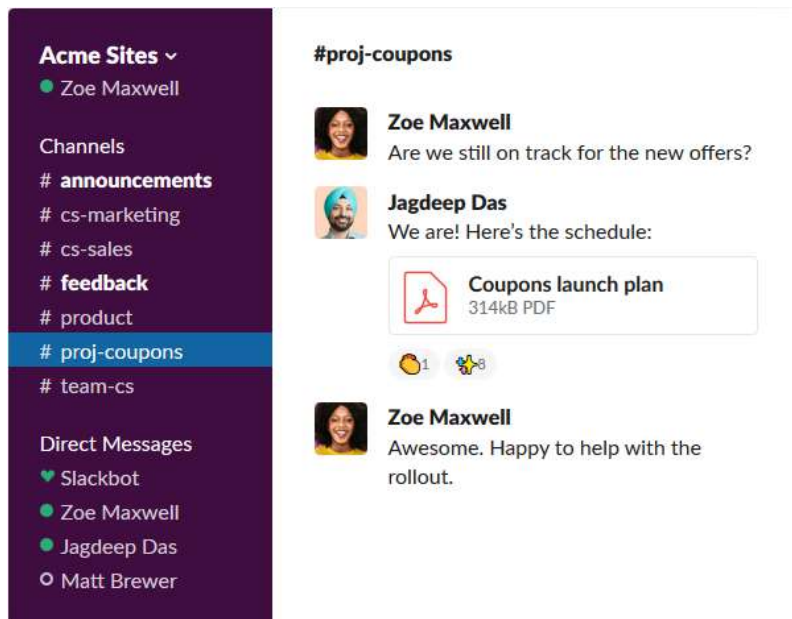 Acme Sites
Zoe Maxwell
Channels
# announcements
# cs-marketing
# cs-sales
# feedback
# product
# proj-coupons
# team-cs
Direct Messages
Slackbot
Zoe Maxwell
Jagdeep Das
Matt Brewer
#proj-coupons
Zoe Maxwell
Are we still on track for the new offers?
Jagdeep Das
We are! Here’s the schedule:
Coupons launch plan
314kB PDF
1 8
Zoe Maxwell
Awesome. Happy to help with the
rollout.